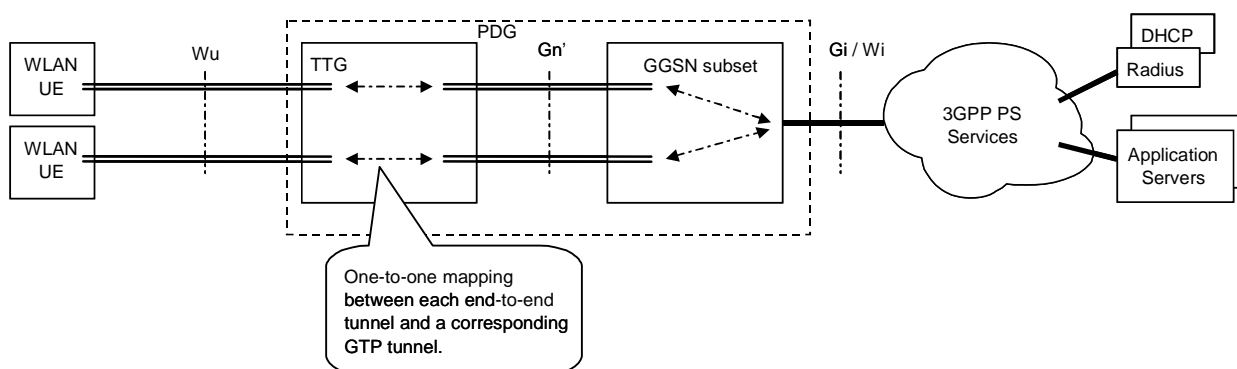 PDG
Wu
Gn'
Gi / Wi
DHCP
Radius
WLAN
UE
WLAN
UE
TTG
GGSN subset
3GPP PS
Services
Application
Servers
One-to-one mapping
between each end-to-end
tunnel and a corresponding
GTP tunnel.